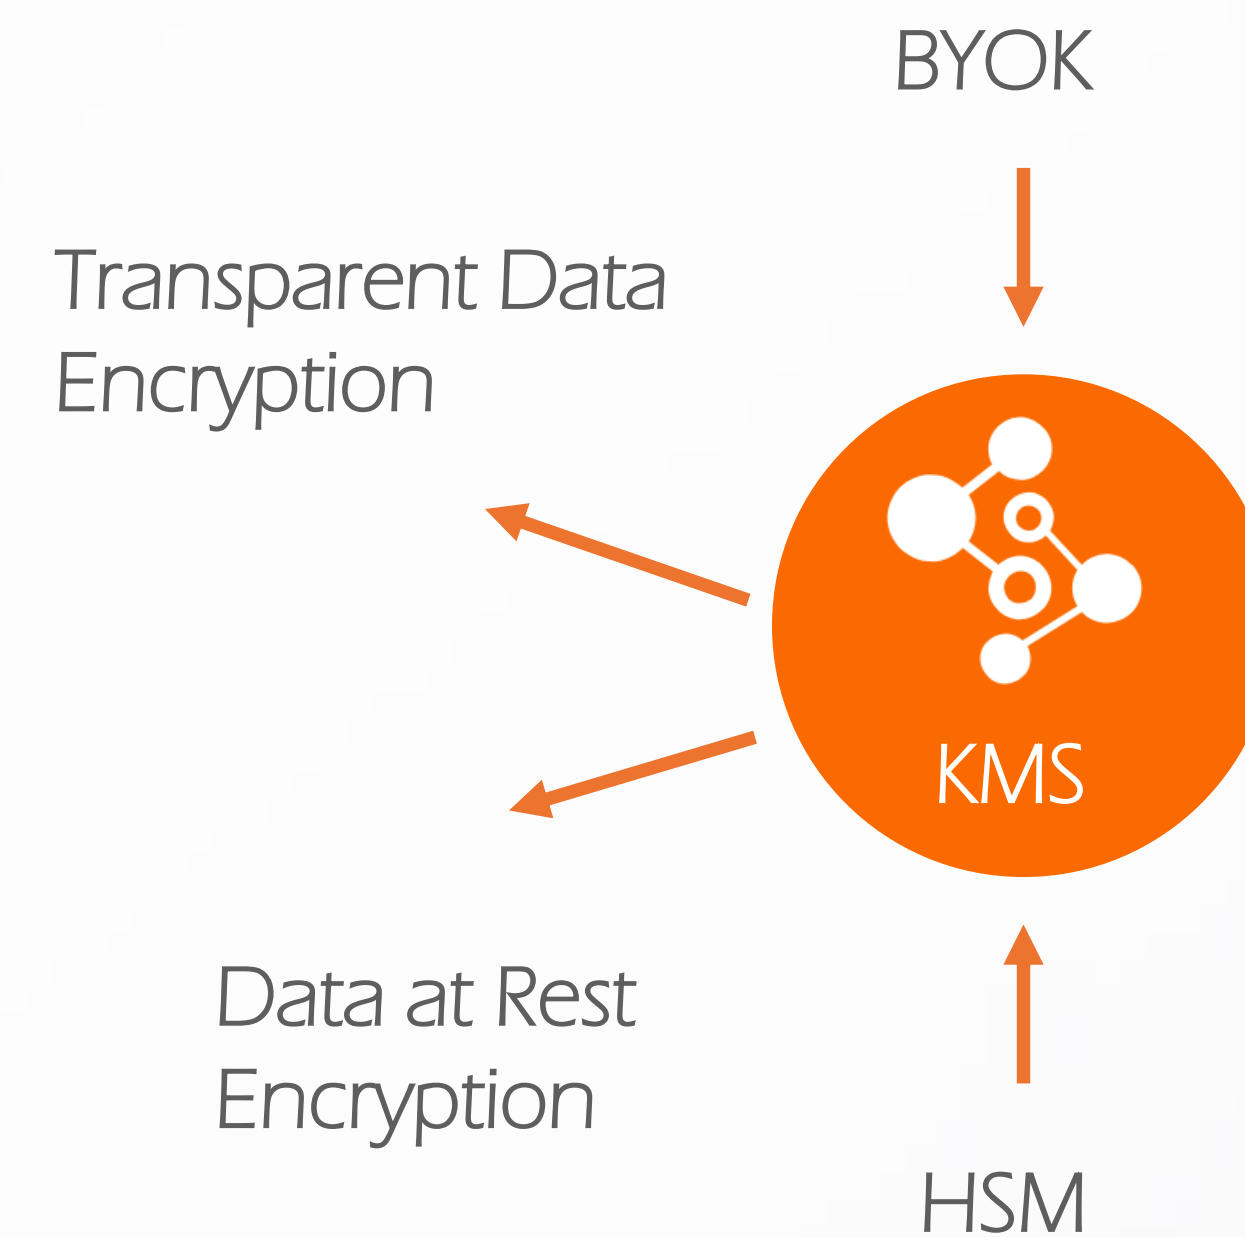 BYOK
Transparent Data
Encryption
KMS
Data at Rest
Encryption
HSM